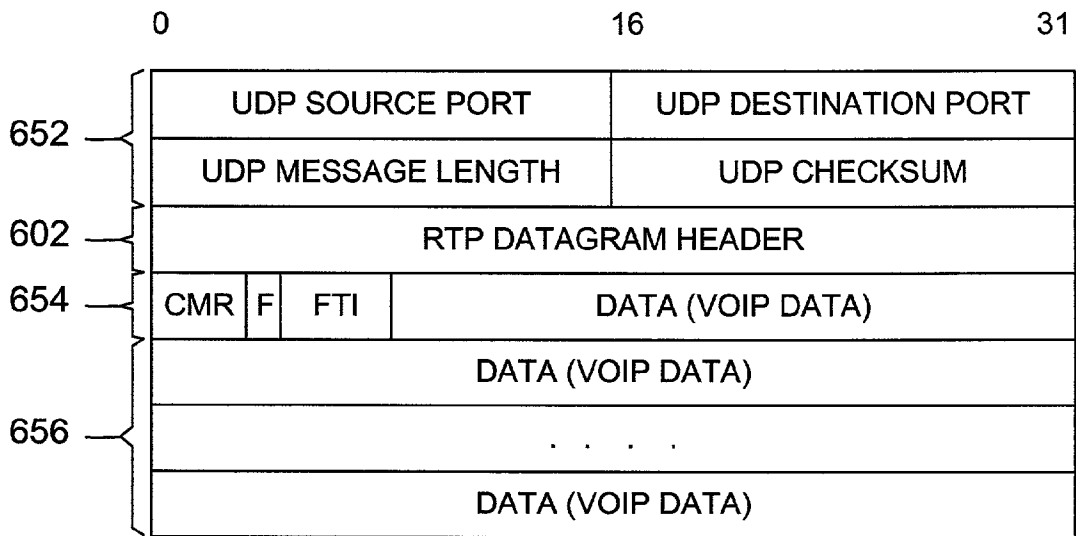 0 16 31
652 UDP SOURCE PORT UDP DESTINATION PORT
UDP MESSAGE LENGTH UDP CHECKSUM
602 RTP DATAGRAM HEADER
654 CMR F FTI DATA (VOIP DATA)
DATA (VOIP DATA)
656 . . . .
DATA (VOIP DATA)